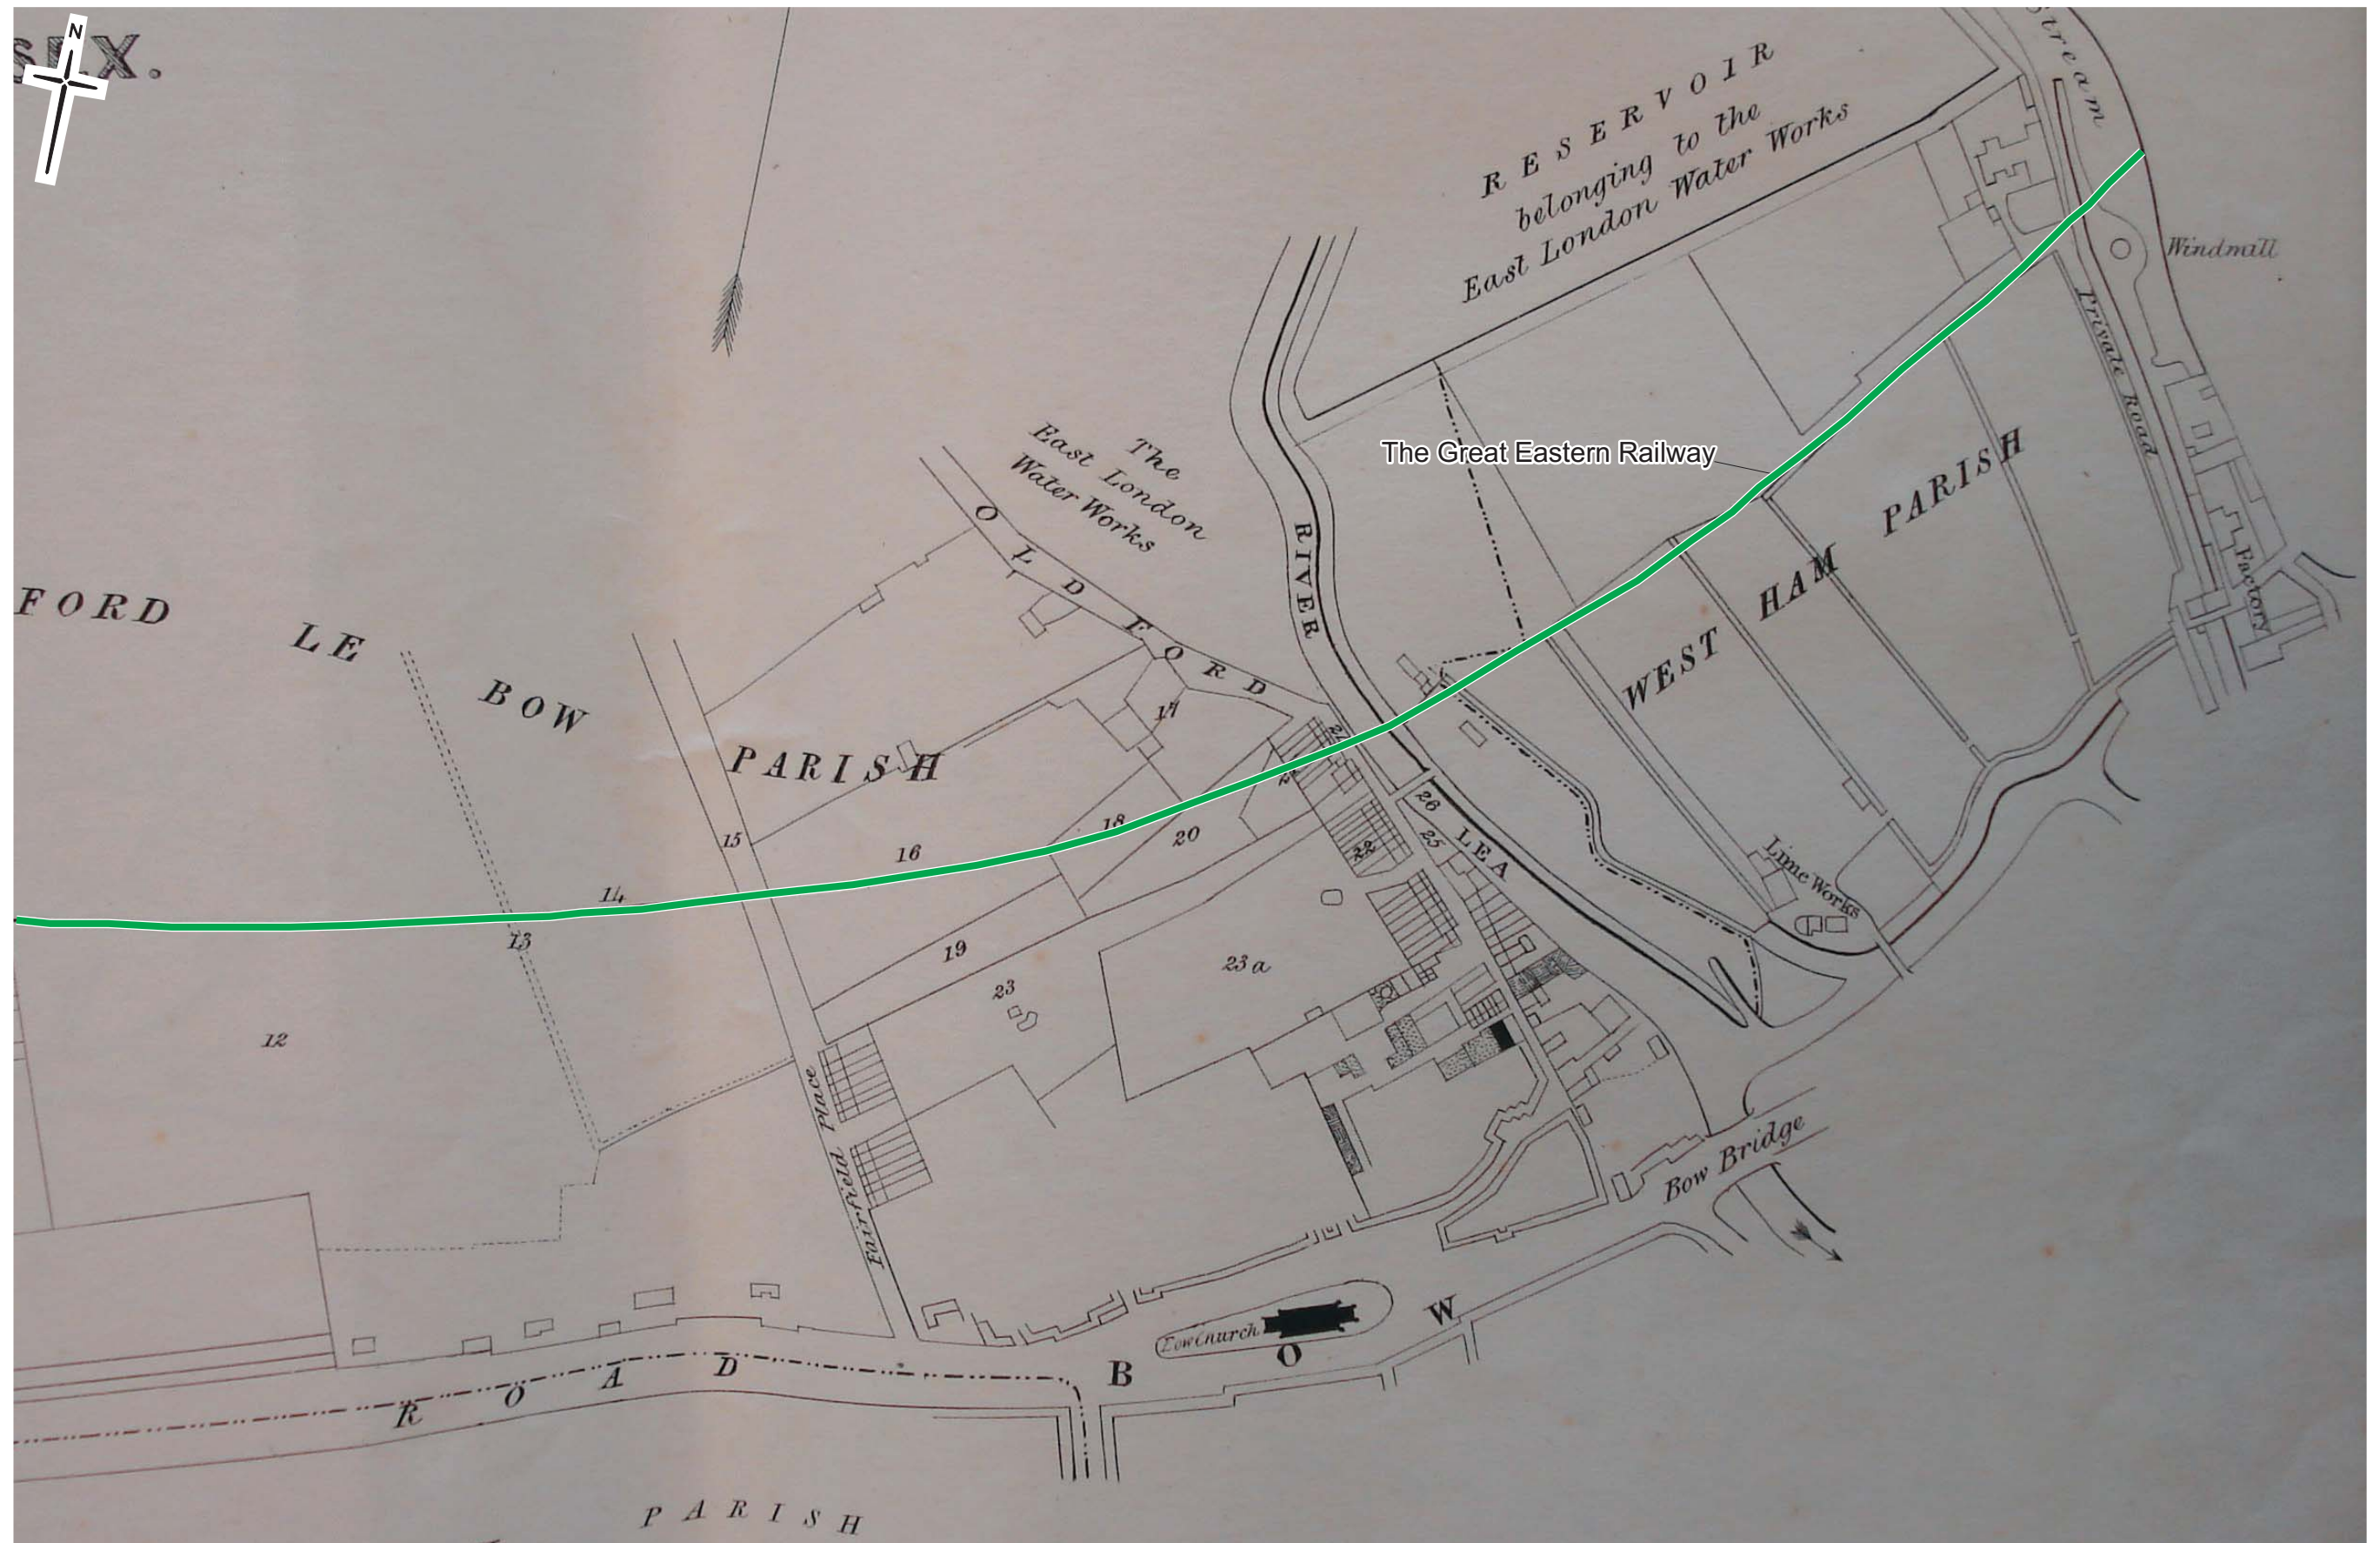 N
SEX.
Stream
RESERVOIR
belonging to the
East London Water Works
Windmill
Private Road
The
East London
Water Works
OLD FORD
RIVER
LEA
The Great Eastern Railway
WEST HAM PARISH
Factory
FORD LE BOW PARISH
17
15
16
18
20
14
13
12
19
23
23a
22
26
25
Lime Works
Fairfield Place
Bow Bridge
Bow Church
BOW
ROAD
PARISH